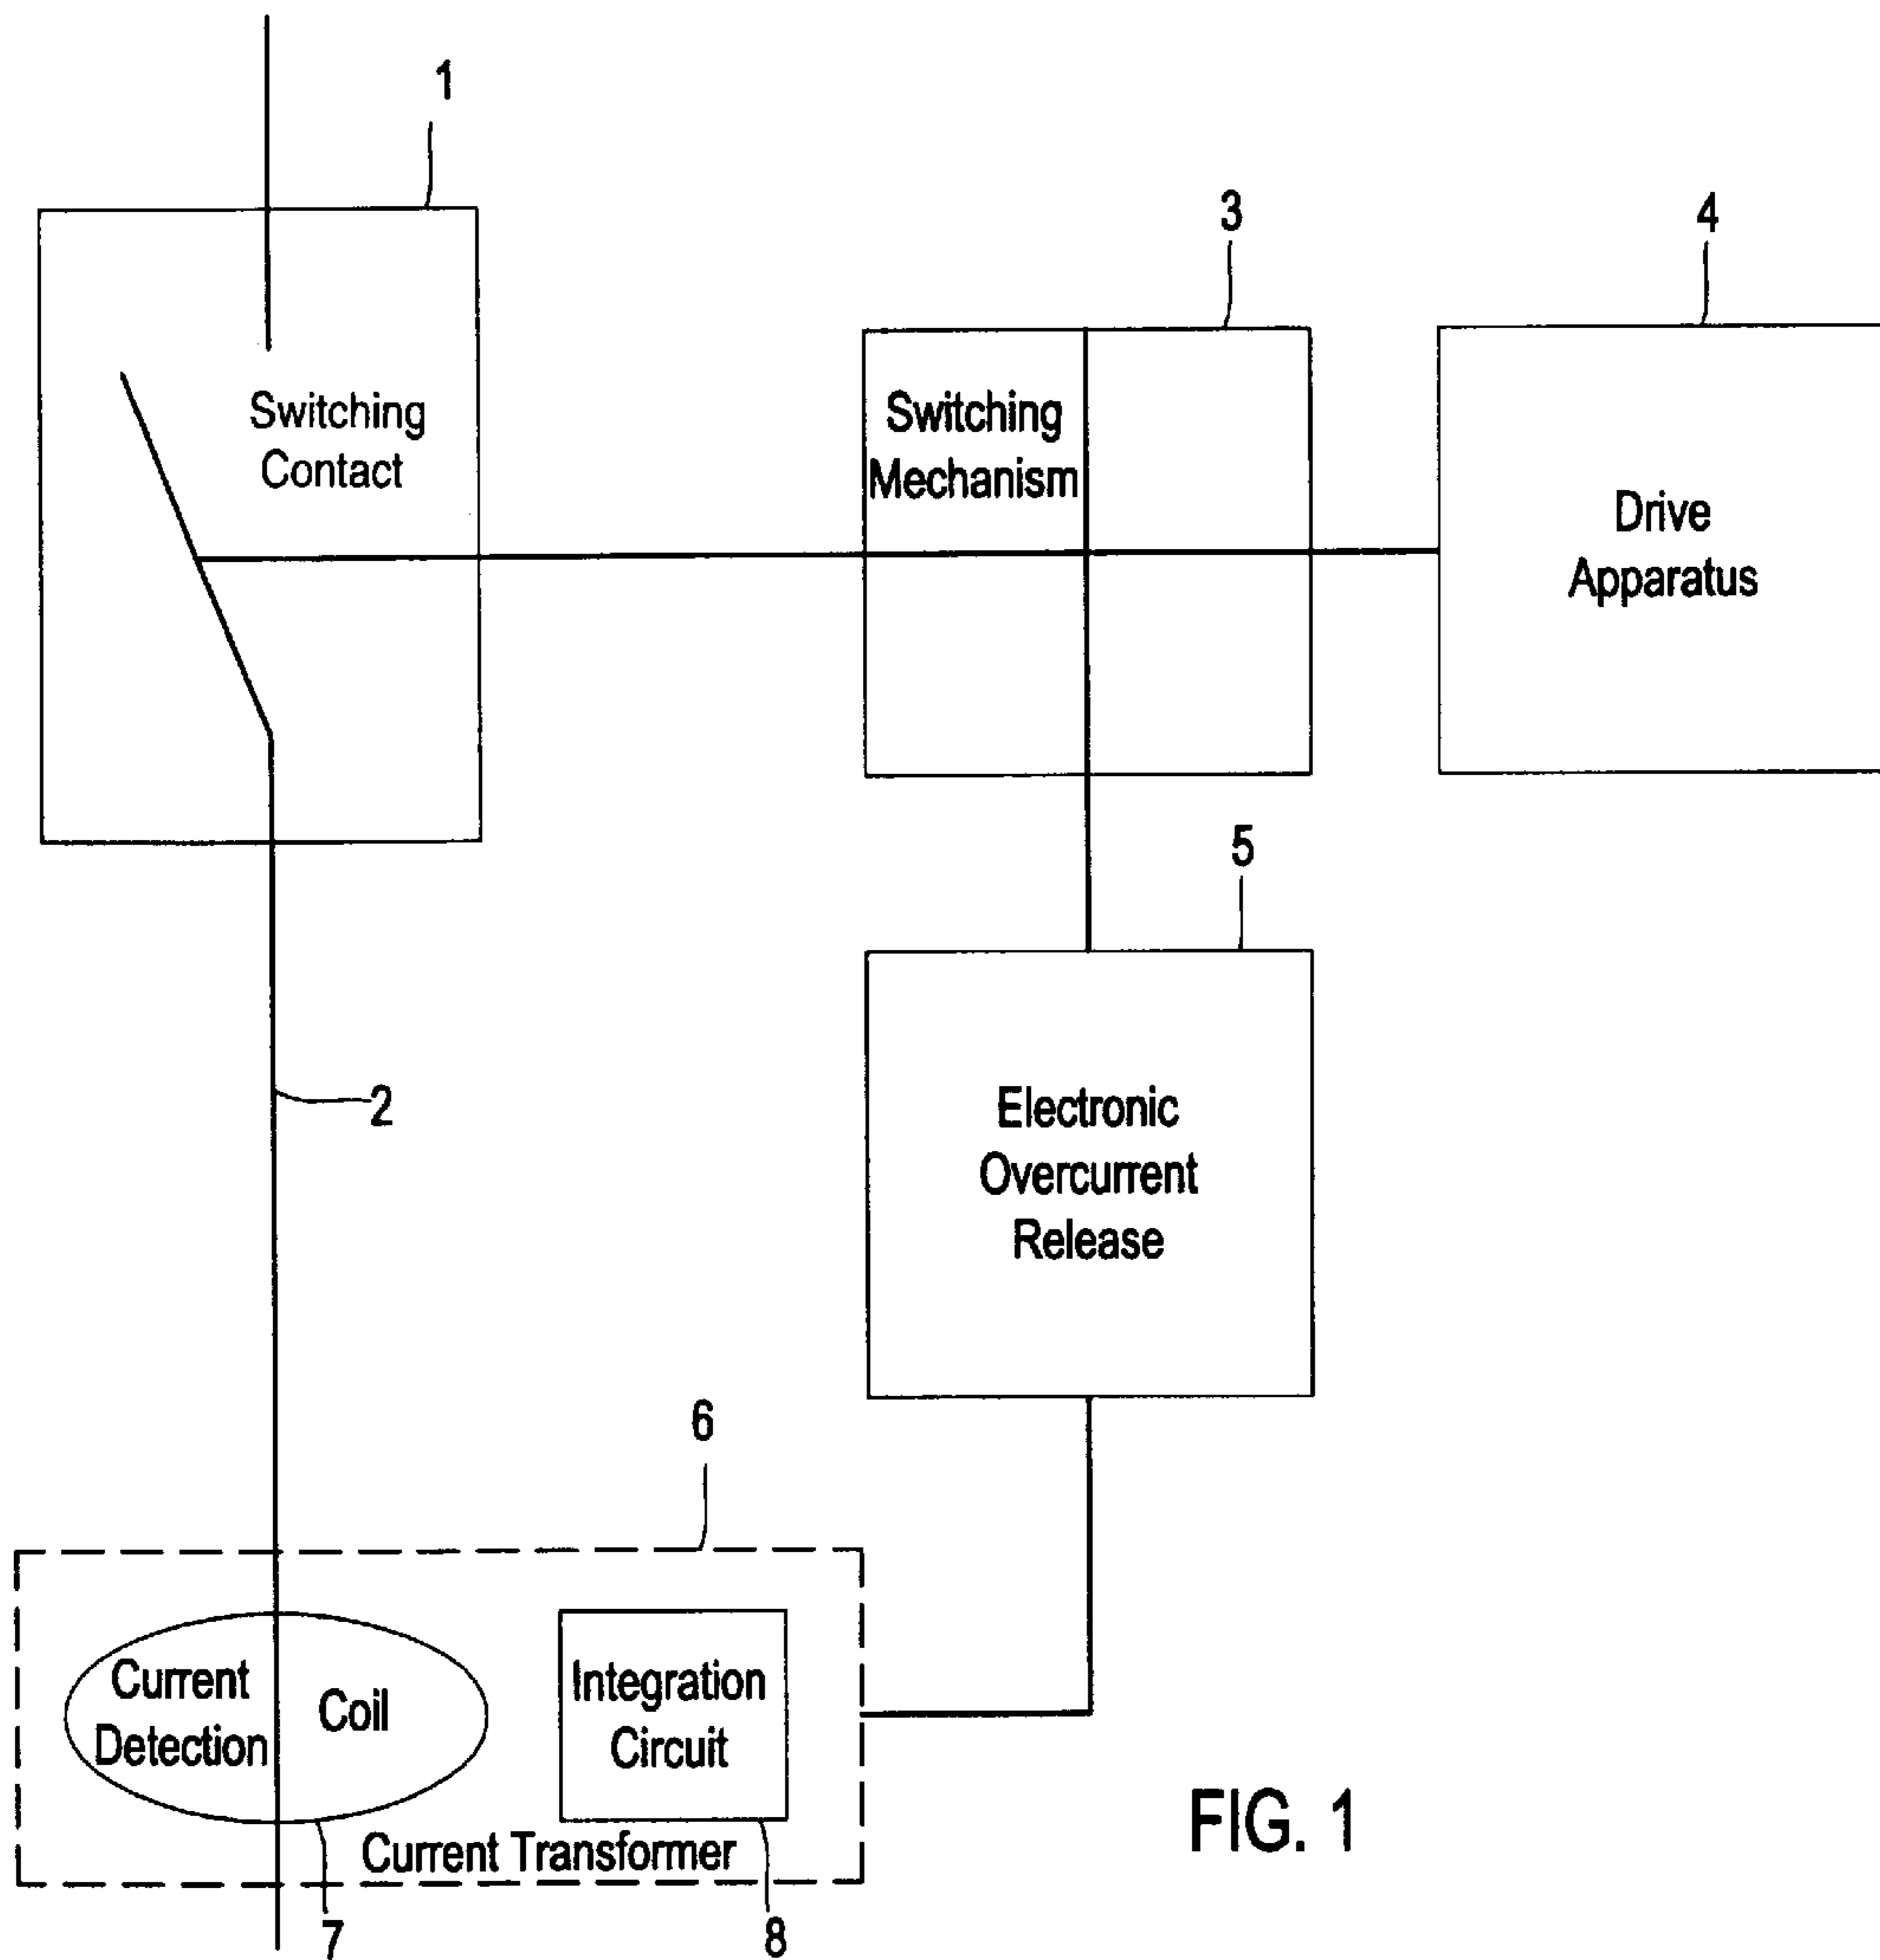 1
3
4
Switching
Contact
Switching
Mechanism
Drive
Apparatus
5
2
Electronic
Overcurrent
Release
6
Current
Detection
Coil
Integration
Circuit
Current Transformer
7
8
FIG. 1